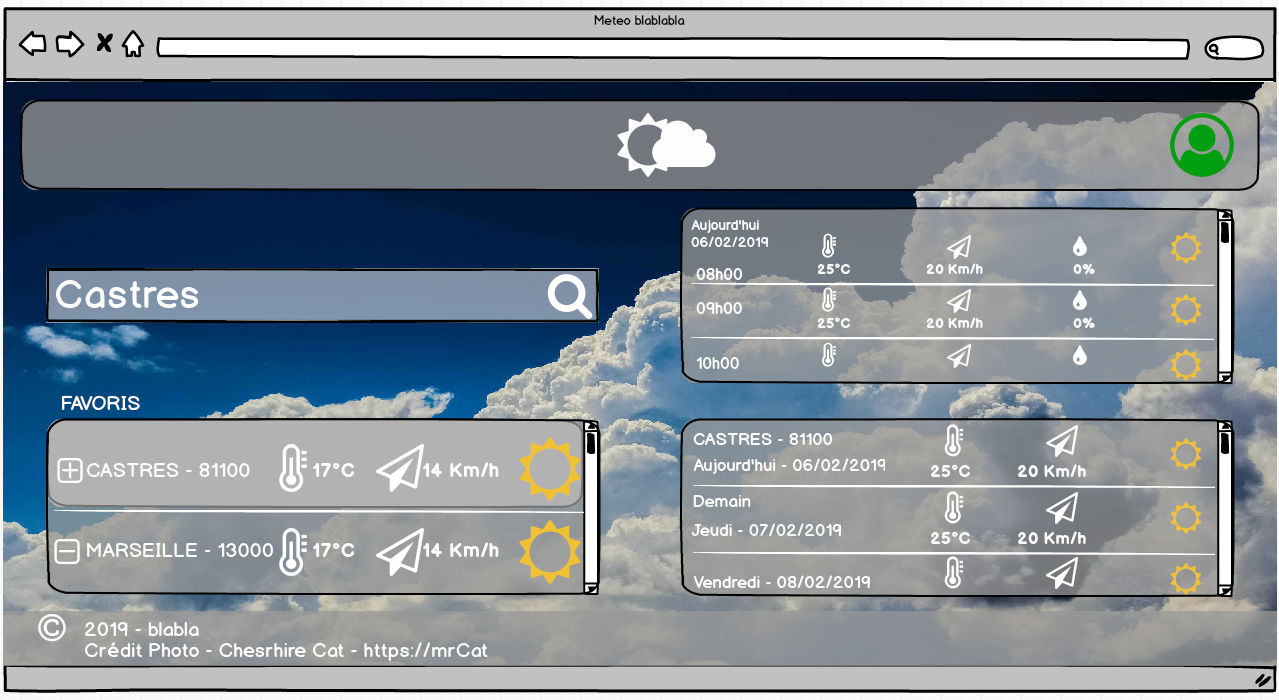 Meteo blablabla
Castres
FAVORIS
CASTRES - 81100 17°C 14 Km/h
MARSEILLE - 13000 17°C 14 Km/h
Aujourd'hui
06/02/2019
08h00 25°C 20 Km/h 0%
09h00 25°C 20 Km/h 0%
10h00
CASTRES - 81100
Aujourd'hui - 06/02/2019 25°C 20 Km/h
Demain
Jeudi - 07/02/2019 25°C 20 Km/h
Vendredi - 08/02/2019
© 2019 - blabla
Crédit Photo - Chesrhire Cat - https://mrCat